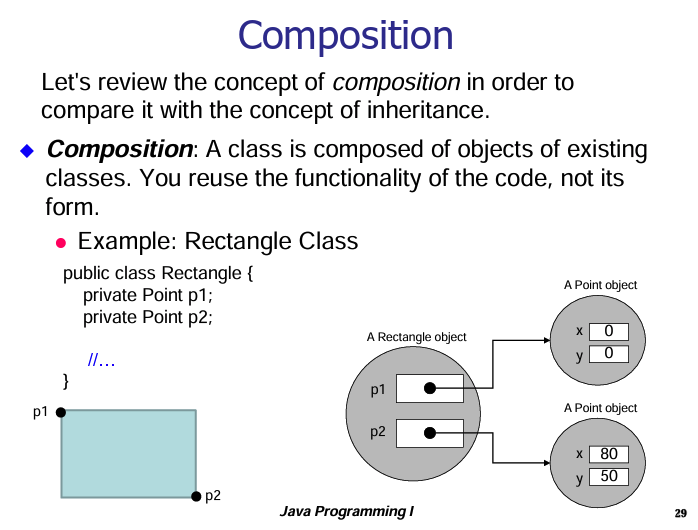 Composition
Let's review the concept of composition in order to
compare it with the concept of inheritance.
Composition: A class is composed of objects of existing
classes. You reuse the functionality of the code, not its
form.
Example: Rectangle Class
public class Rectangle {
private Point p1;
private Point p2;
//…
}
p1
p2
A Rectangle object
p1
p2
A Point object
x 0
y 0
A Point object
x 80
y 50
Java Programming I
29